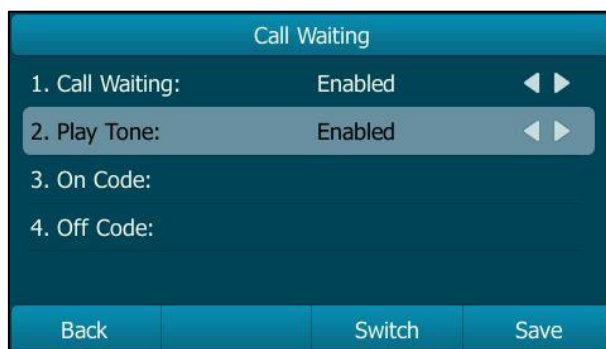 Call Waiting
1. Call Waiting: Enabled
2. Play Tone: Enabled
3. On Code:
4. Off Code:
Back Switch Save